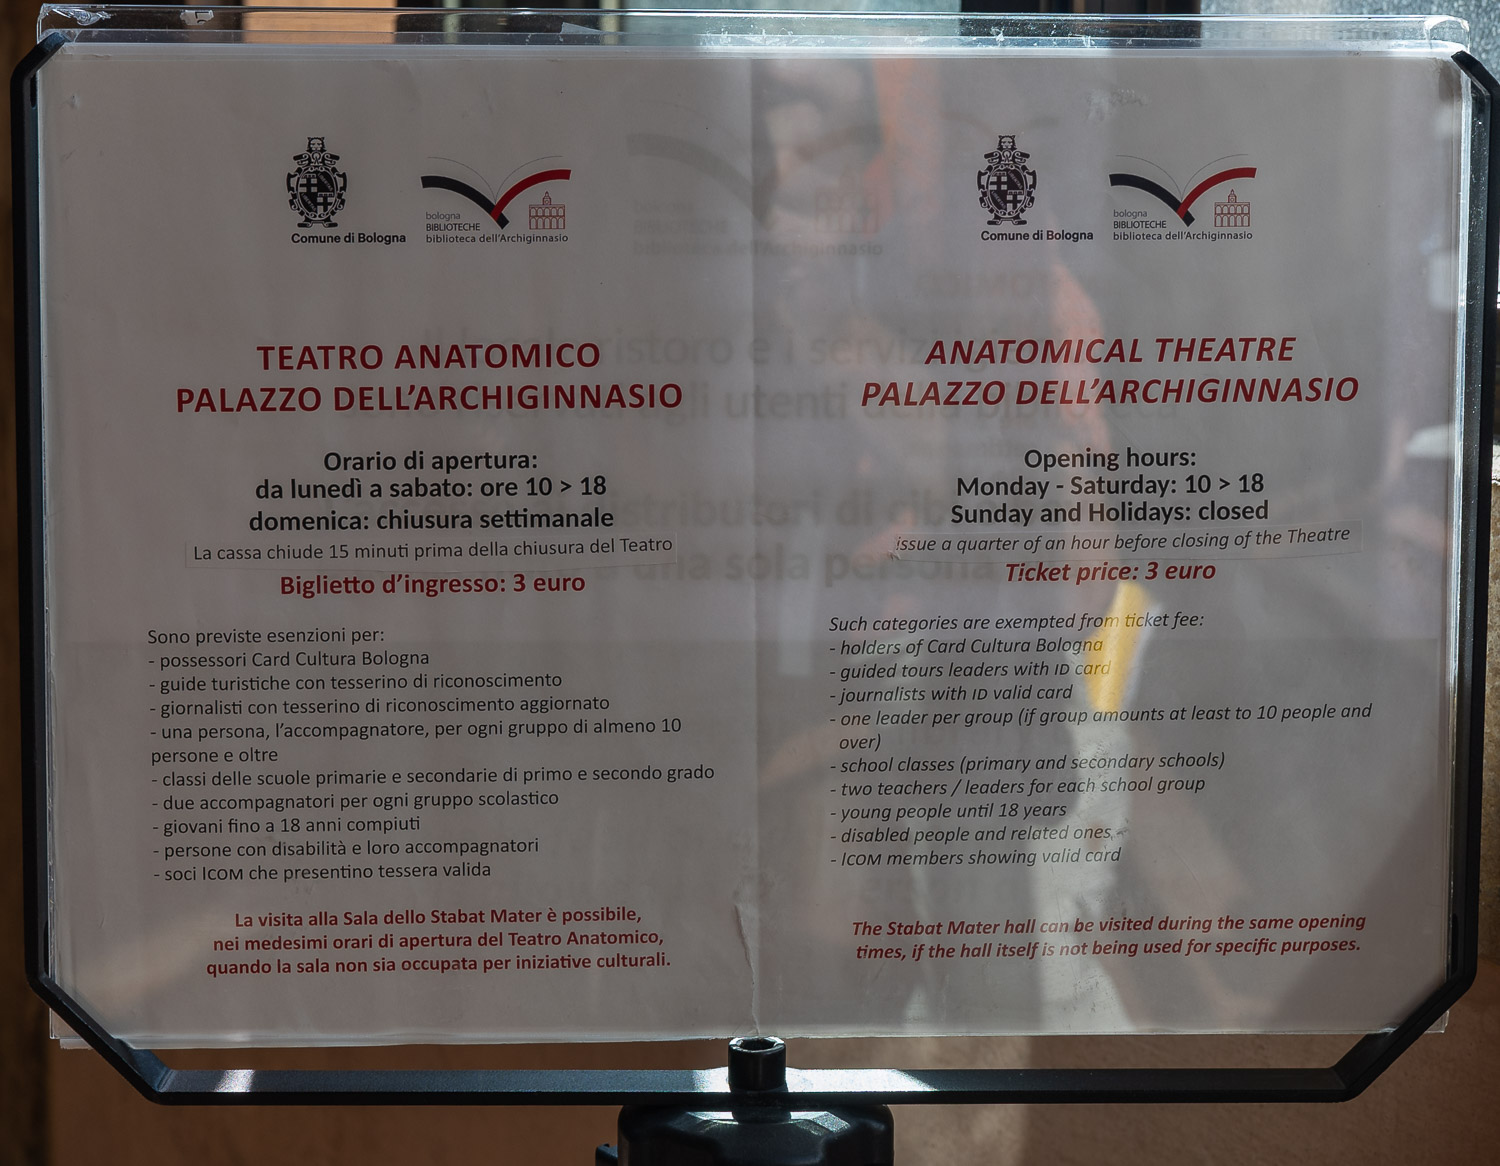 Comune di Bologna
bologna
BIBLIOTECHE
biblioteca dell'Archiginnasio
TEATRO ANATOMICO
PALAZZO DELL'ARCHIGINNASIO
Orario di apertura:
da lunedì a sabato: ore 10 > 18
domenica: chiusura settimanale
La cassa chiude 15 minuti prima della chiusura del Teatro
Biglietto d'ingresso: 3 euro
Sono previste esenzioni per:
- possessori Card Cultura Bologna
- guide turistiche con tesserino di riconoscimento
- giornalisti con tesserino di riconoscimento aggiornato
- una persona, l'accompagnatore, per ogni gruppo di almeno 10
persone e oltre
- classi delle scuole primarie e secondarie di primo e secondo grado
- due accompagnatori per ogni gruppo scolastico
- giovani fino a 18 anni compiuti
- persone con disabilità e loro accompagnatori
- soci ICOM che presentino tessera valida
La visita alla Sala dello Stabat Mater è possibile,
nei medesimi orari di apertura del Teatro Anatomico,
quando la sala non sia occupata per iniziative culturali.
Comune di Bologna
bologna
BIBLIOTECHE
biblioteca dell'Archiginnasio
ANATOMICAL THEATRE
PALAZZO DELL'ARCHIGINNASIO
Opening hours:
Monday - Saturday: 10 > 18
Sunday and Holidays: closed
issue a quarter of an hour before closing of the Theatre
Ticket price: 3 euro
Such categories are exempted from ticket fee:
- holders of Card Cultura Bologna
- guided tours leaders with ID card
- journalists with ID valid card
- one leader per group (if group amounts at least to 10 people and
over)
- school classes (primary and secondary schools)
- two teachers / leaders for each school group
- young people until 18 years
- disabled people and related ones
- ICOM members showing valid card
The Stabat Mater hall can be visited during the same opening
times, if the hall itself is not being used for specific purposes.